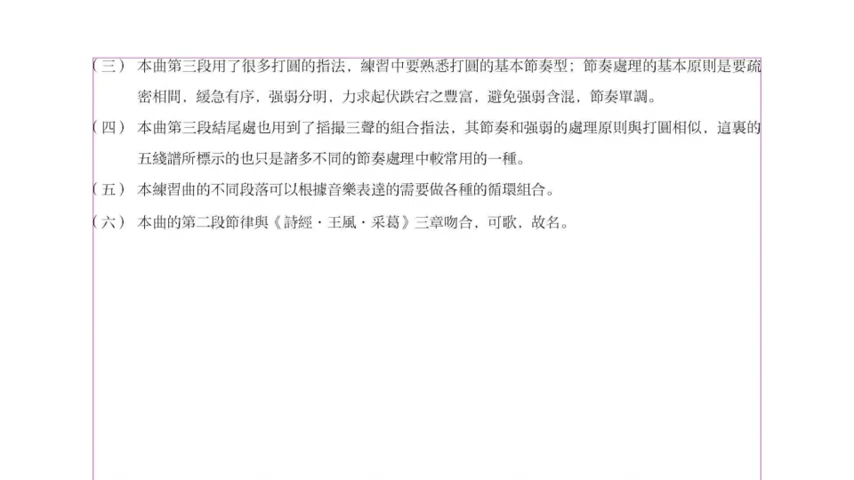 （三） 本曲第三段用了很多打圓的指法，練習中要熟悉打圓的基本節奏型；節奏處理的基本原則是要疏
密相間，緩急有序，强弱分明，力求起伏跌宕之豐富，避免强弱含混，節奏單調。
（四） 本曲第三段結尾處也用到了搯撮三聲的組合指法，其節奏和强弱的處理原則與打圓相似，這裏的
五綫譜所標示的也只是諸多不同的節奏處理中較常用的一種。
（五） 本練習曲的不同段落可以根據音樂表達的需要做各種的循環組合。
（六） 本曲的第二段節律與《詩經·王風·采葛》三章吻合，可歌，故名。